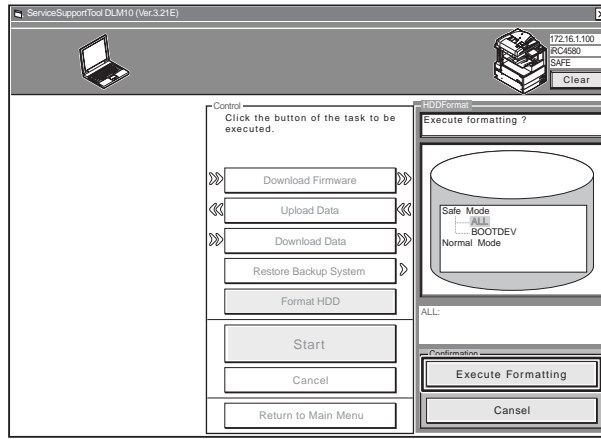 ServiceSupportTool DLM10 (Ver.3.21E)
172.16.1.100
iRC4580
SAFE
Clear
Control
Click the button of the task to be
executed.
Download Firmware
Upload Data
Download Data
Restore Backup System
Format HDD
Start
Cancel
Return to Main Menu
HDDFormat
Execute formatting ?
Safe Mode
ALL
BOOTDEV
Normal Mode
ALL:
Confirmation
Execute Formatting
Cansel